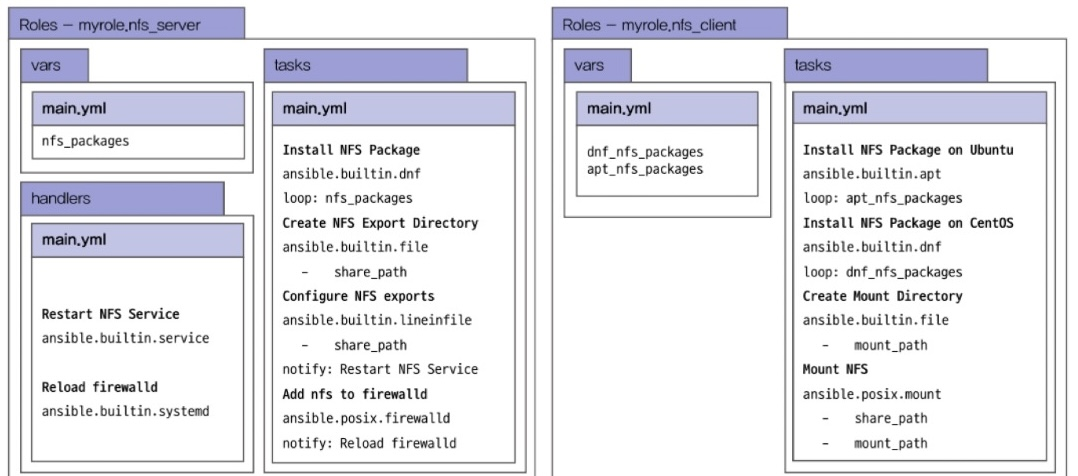 Roles – myrole.nfs_server
vars
main.yml
nfs_packages
handlers
main.yml
Restart NFS Service
ansible.builtin.service
Reload firewalld
ansible.builtin.systemd
tasks
main.yml
Install NFS Package
ansible.builtin.dnf
loop: nfs_packages
Create NFS Export Directory
ansible.builtin.file
- share_path
Configure NFS exports
ansible.builtin.lineinfile
- share_path
notify: Restart NFS Service
Add nfs to firewalld
ansible.posix.firewalld
notify: Reload firewalld
Roles – myrole.nfs_client
vars
main.yml
dnf_nfs_packages
apt_nfs_packages
tasks
main.yml
Install NFS Package on Ubuntu
ansible.builtin.apt
loop: apt_nfs_packages
Install NFS Package on CentOS
ansible.builtin.dnf
loop: dnf_nfs_packages
Create Mount Directory
ansible.builtin.file
- mount_path
Mount NFS
ansible.posix.mount
- share_path
- mount_path